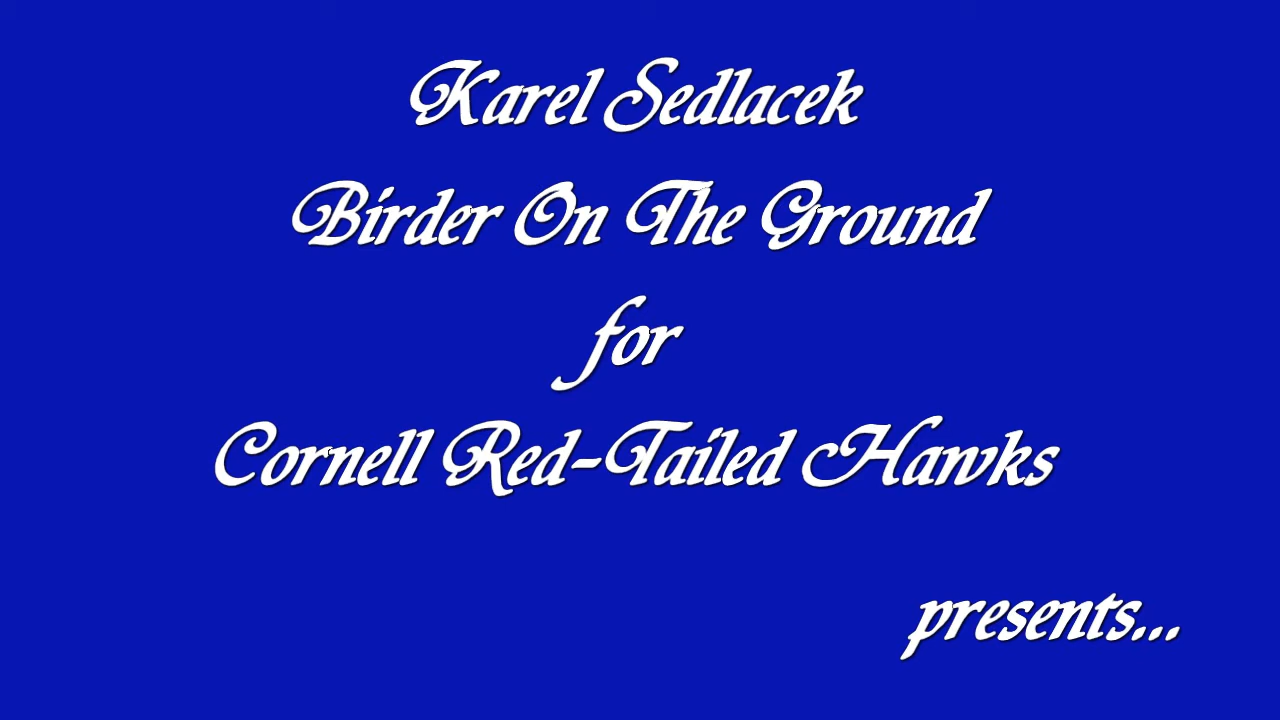 Karel Sedlacek
Birder On The Ground
for
Cornell Red-Tailed Hawks
presents...